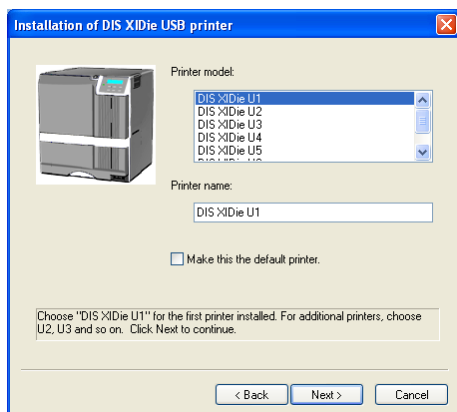 Installation of DIS XIDie USB printer
Printer model:
DIS XIDie U1
DIS XIDie U2
DIS XIDie U3
DIS XIDie U4
DIS XIDie U5
Printer name:
DIS XIDie U1
Make this the default printer.
Choose "DIS XIDie U1" for the first printer installed. For additional printers, choose
U2, U3 and so on. Click Next to continue.
< Back
Next >
Cancel